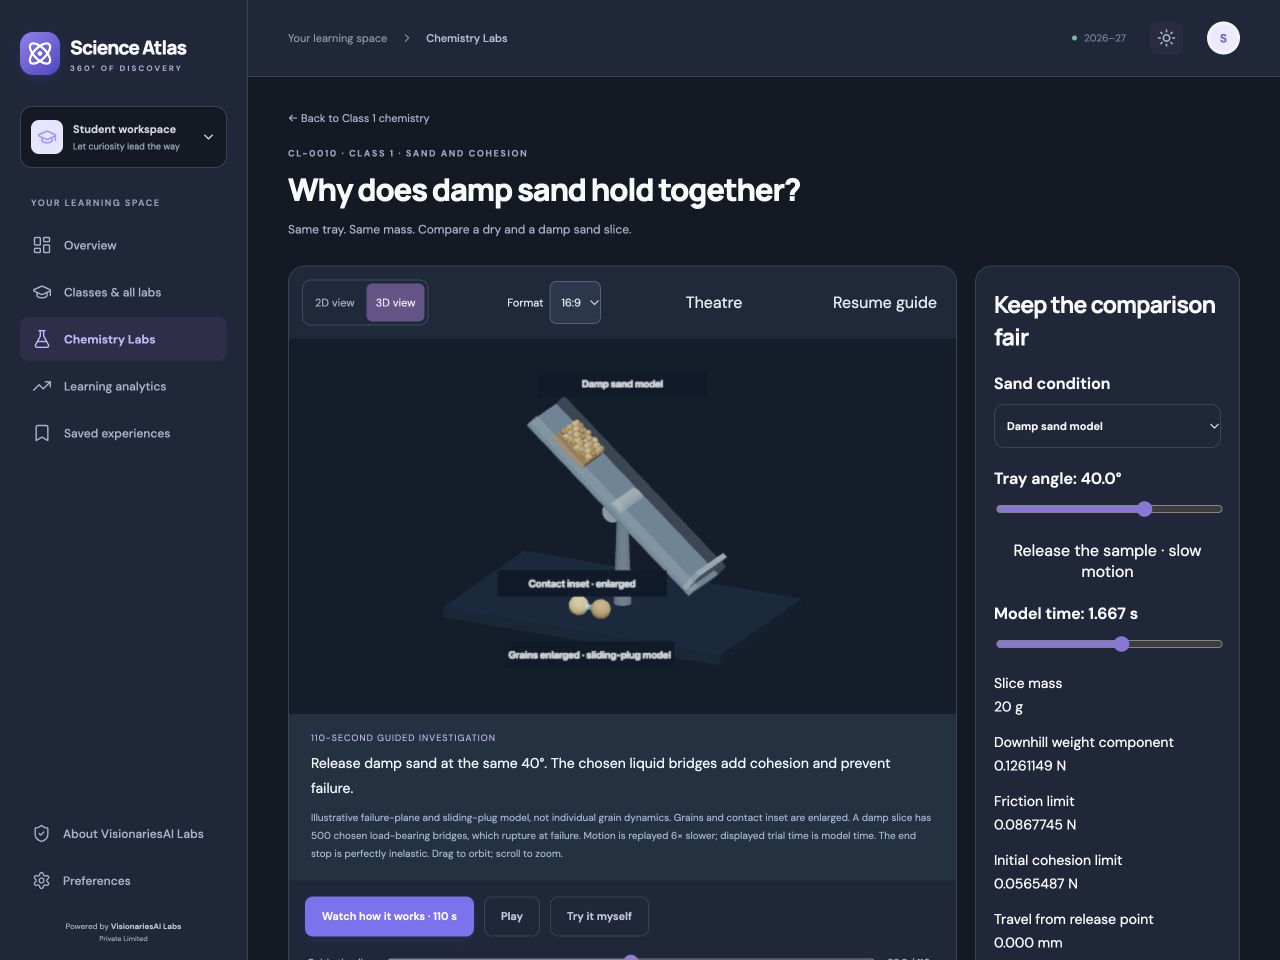 Science Atlas
360° OF DISCOVERY
Student workspace
Let curiosity lead the way
YOUR LEARNING SPACE
Overview
Classes & all labs
Chemistry Labs
Learning analytics
Saved experiences
About VisionariesAI Labs
Preferences
Powered by VisionariesAI Labs
Private Limited
Your learning space
Chemistry Labs
2026–27
S
← Back to Class 1 chemistry
CL-0010 · CLASS 1 · SAND AND COHESION
Why does damp sand hold together?
Same tray. Same mass. Compare a dry and a damp sand slice.
2D view
3D view
Format
16:9
Theatre
Resume guide
Damp sand model
Contact inset · enlarged
Grains enlarged · sliding-plug model
110-SECOND GUIDED INVESTIGATION
Release damp sand at the same 40°. The chosen liquid bridges add cohesion and prevent
failure.
Illustrative failure-plane and sliding-plug model, not individual grain dynamics. Grains and contact inset are enlarged. A damp slice has
500 chosen load-bearing bridges, which rupture at failure. Motion is replayed 6× slower; displayed trial time is model time. The end
stop is perfectly inelastic. Drag to orbit; scroll to zoom.
Watch how it works · 110 s
Play
Try it myself
Keep the comparison
fair
Sand condition
Damp sand model
Tray angle: 40.0°
Release the sample · slow
motion
Model time: 1.667 s
Slice mass
20 g
Downhill weight component
0.1261149 N
Friction limit
0.0867745 N
Initial cohesion limit
0.0565487 N
Travel from release point
0.000 mm